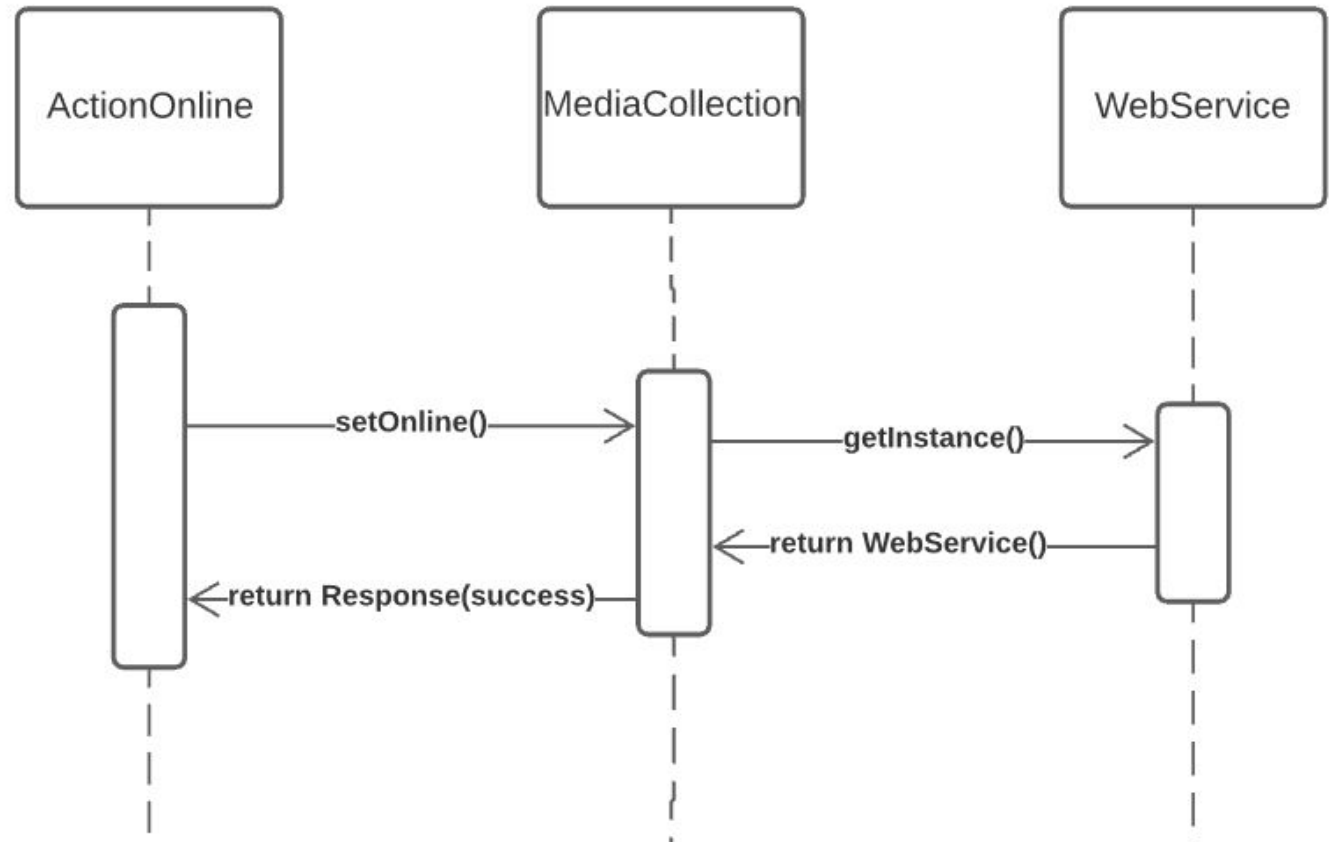 ActionOnline
MediaCollection
WebService
setOnline()
getInstance()
return WebService()
return Response(success)